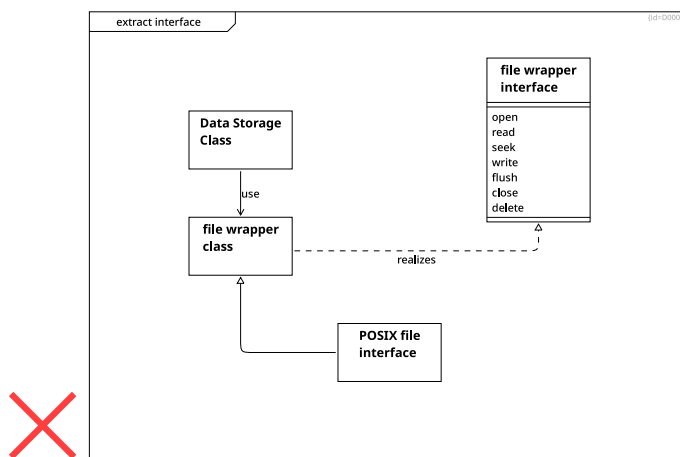 extract interface
(id=D000
file wrapper
interface
open
read
seek
write
flush
close
delete
Data Storage
Class
use
file wrapper
class
realizes
POSIX file
interface